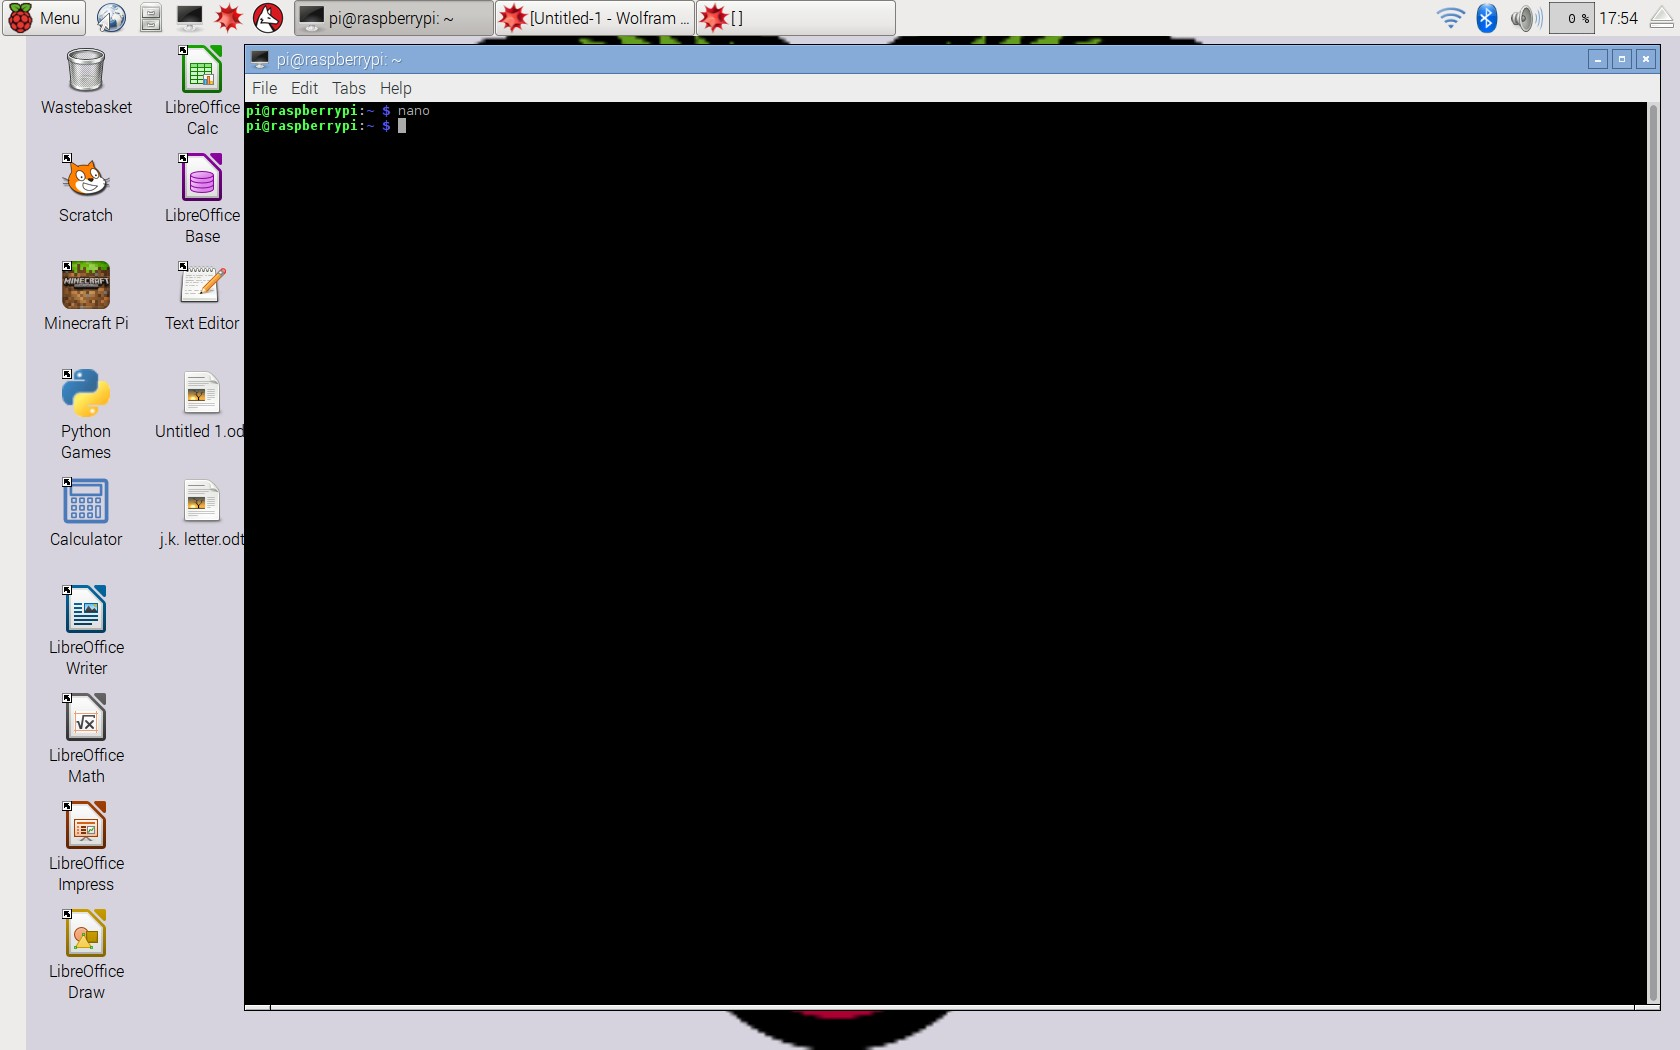 Menu
pi@raspberrypi: ~
[Untitled-1 - Wolfram ...
[ ]
0 %
17:54
pi@raspberrypi: ~
File Edit Tabs Help
pi@raspberrypi:~ $ nano
pi@raspberrypi:~ $
Wastebasket
LibreOffice
Calc
Scratch
LibreOffice
Base
MINECRAFT
Minecraft Pi
Text Editor
Python
Games
Untitled 1.od
Calculator
j.k. letter.odt
LibreOffice
Writer
√x
LibreOffice
Math
LibreOffice
Impress
LibreOffice
Draw